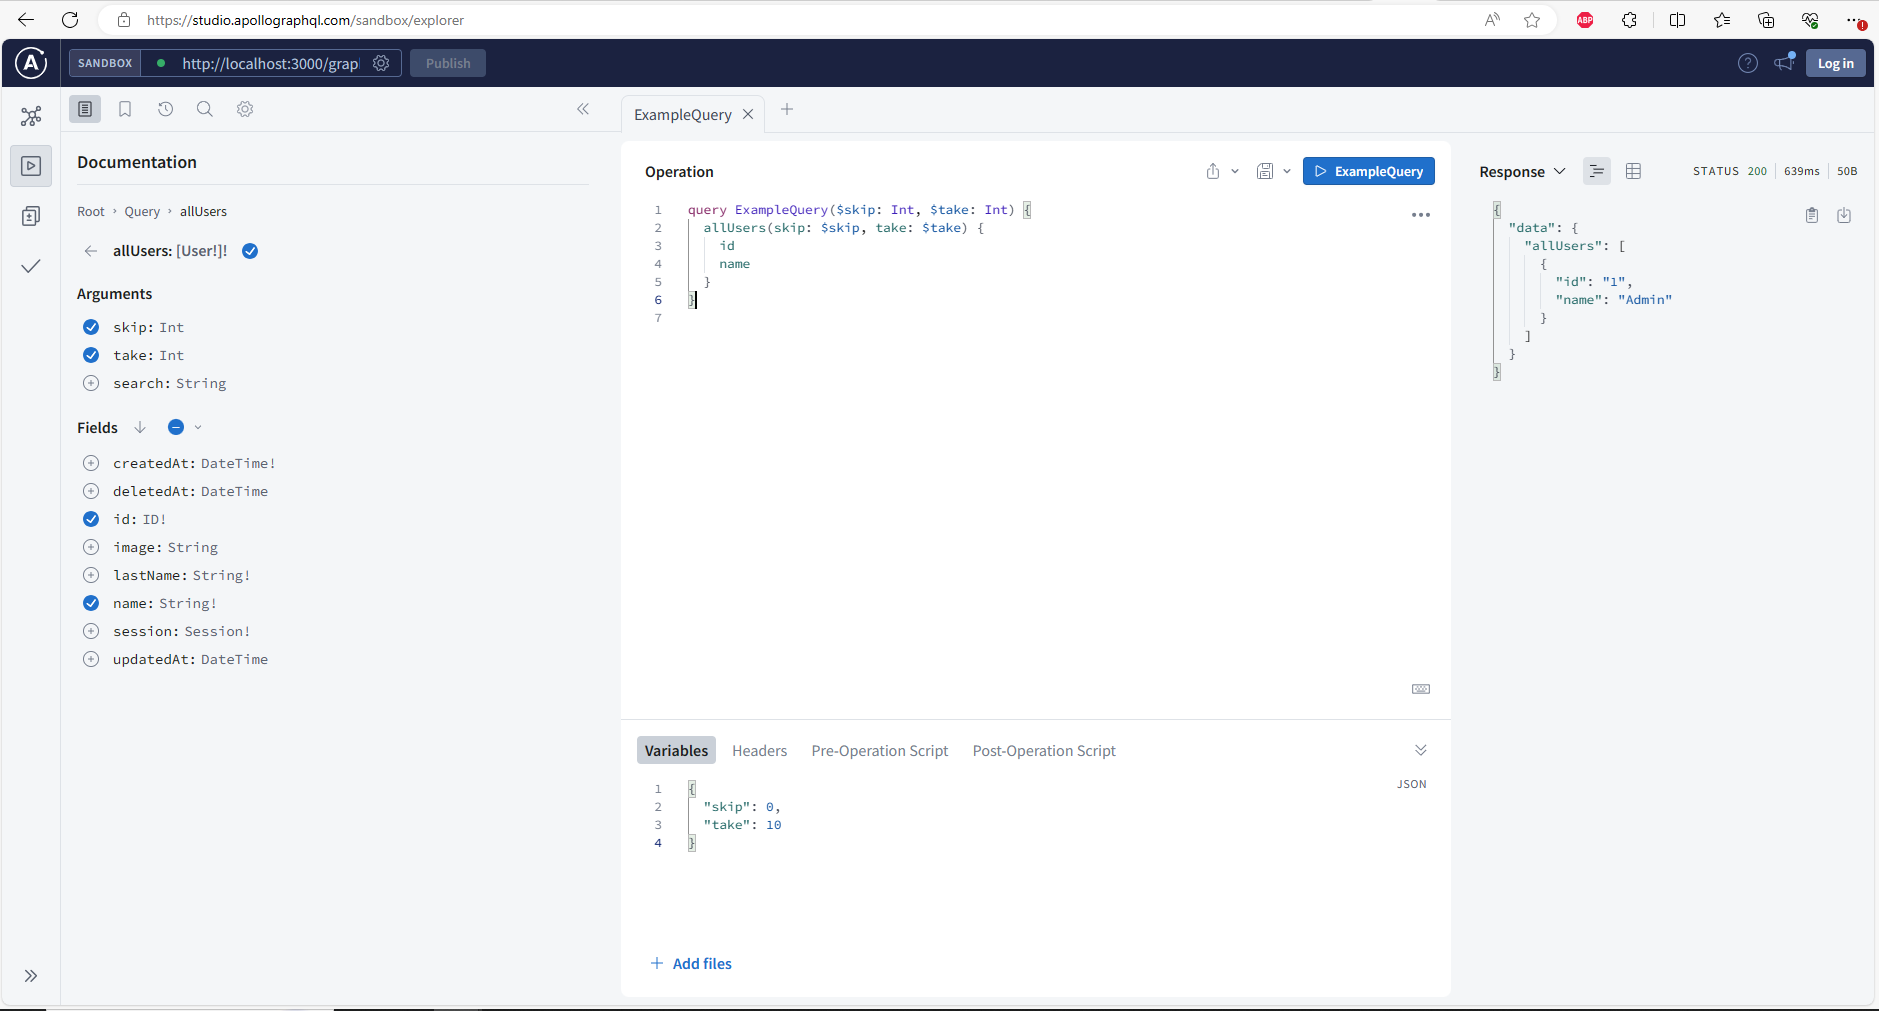 https://studio.apollographql.com/sandbox/explorer
SANDBOX
http://localhost:3000/grap
Publish
Log in
ExampleQuery
Documentation
Root › Query › allUsers
allUsers: [User!]!
Arguments
skip: Int
take: Int
search: String
Fields
createdAt: DateTime!
deletedAt: DateTime
id: ID!
image: String
lastName: String!
name: String!
session: Session!
updatedAt: DateTime
Operation
ExampleQuery
1 query ExampleQuery($skip: Int, $take: Int) {
2 allUsers(skip: $skip, take: $take) {
3 id
4 name
5 }
6 }
7
Variables
Headers
Pre-Operation Script
Post-Operation Script
JSON
1 {
2 "skip": 0,
3 "take": 10
4 }
+ Add files
Response
STATUS 200
639ms
50B
{
"data": {
"allUsers": [
{
"id": "1",
"name": "Admin"
}
]
}
}
ABP